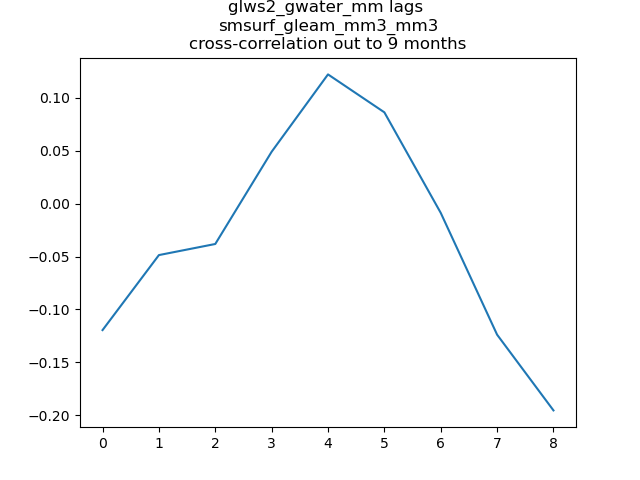 glws2_gwater_mm lags
smsurf_gleam_mm3_mm3
cross-correlation out to 9 months
0.10
0.05
0.00
−0.05
−0.10
−0.15
−0.20
0 1 2 3 4 5 6 7 8